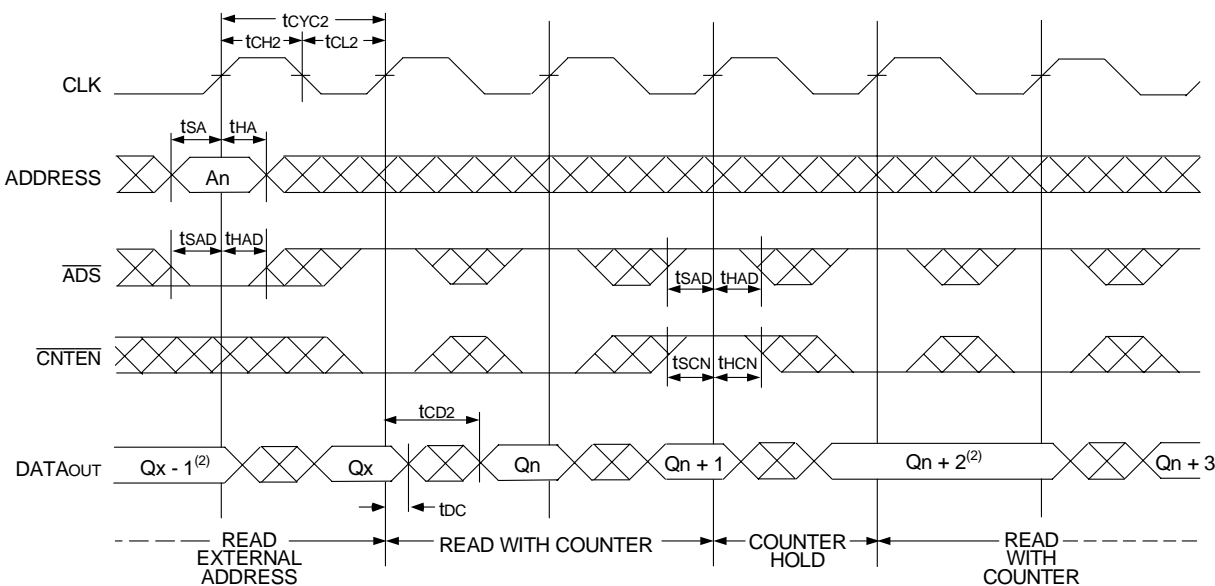 tCYC2
tCH2 tCL2
CLK
tSA tHA
ADDRESS An
tSAD tHAD
ADS
tSAD tHAD
CNTEN
tSCN tHCN
tCD2
DATAOUT Qx - 1(2) Qx Qn Qn + 1 Qn + 2(2) Qn + 3
tDC
READ EXTERNAL ADDRESS
READ WITH COUNTER
COUNTER HOLD
READ WITH COUNTER